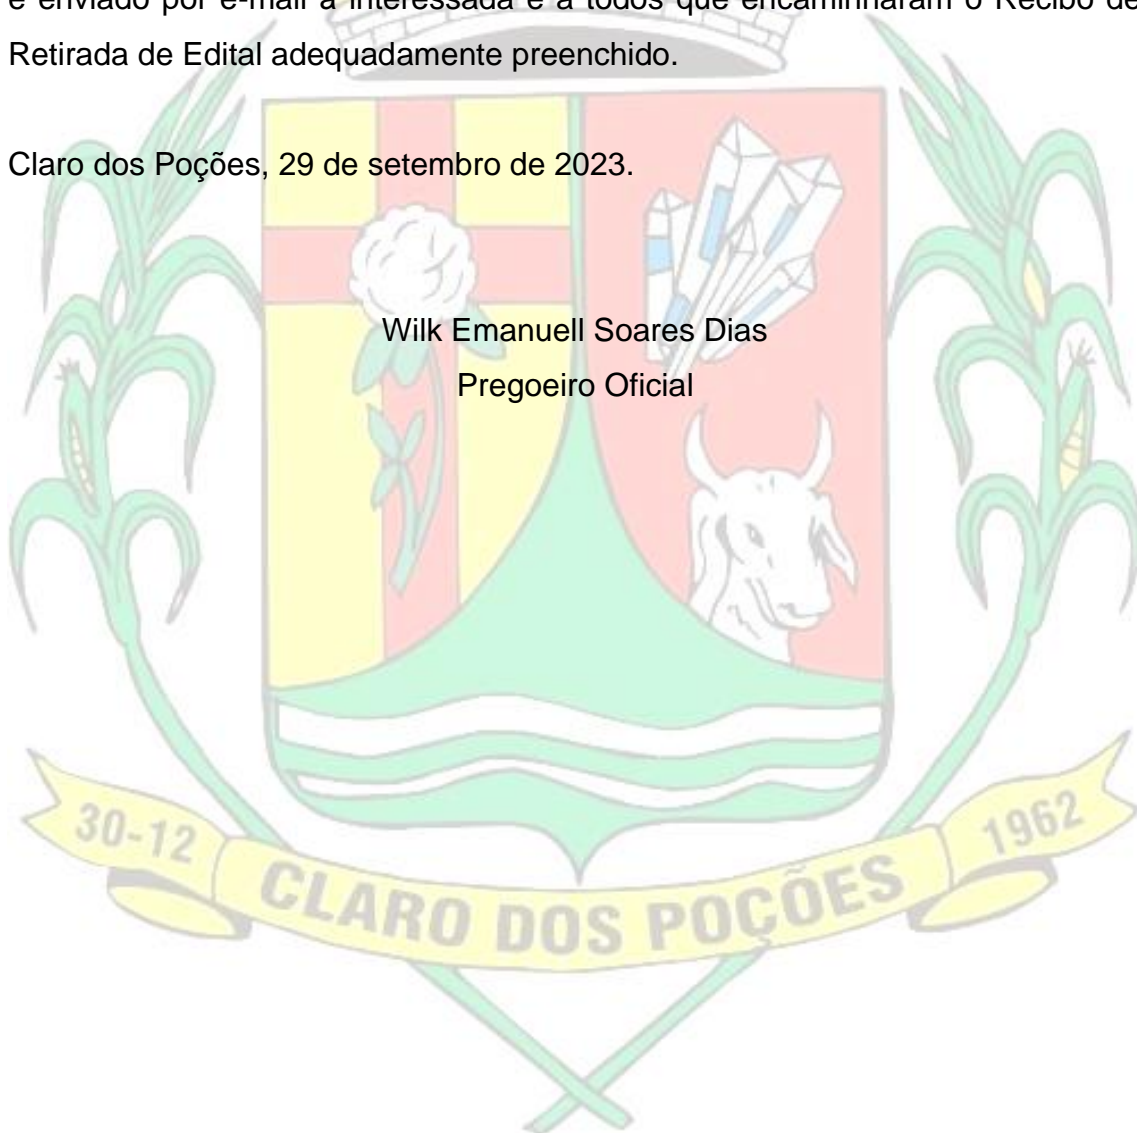 e enviado por e-mail à interessada e a todos que encaminharam o Recibo de
Retirada de Edital adequadamente preenchido.
Claro dos Poções, 29 de setembro de 2023.
Wilk Emanuell Soares Dias
Pregoeiro Oficial
30-12
1962
CLARO DOS POÇÕES